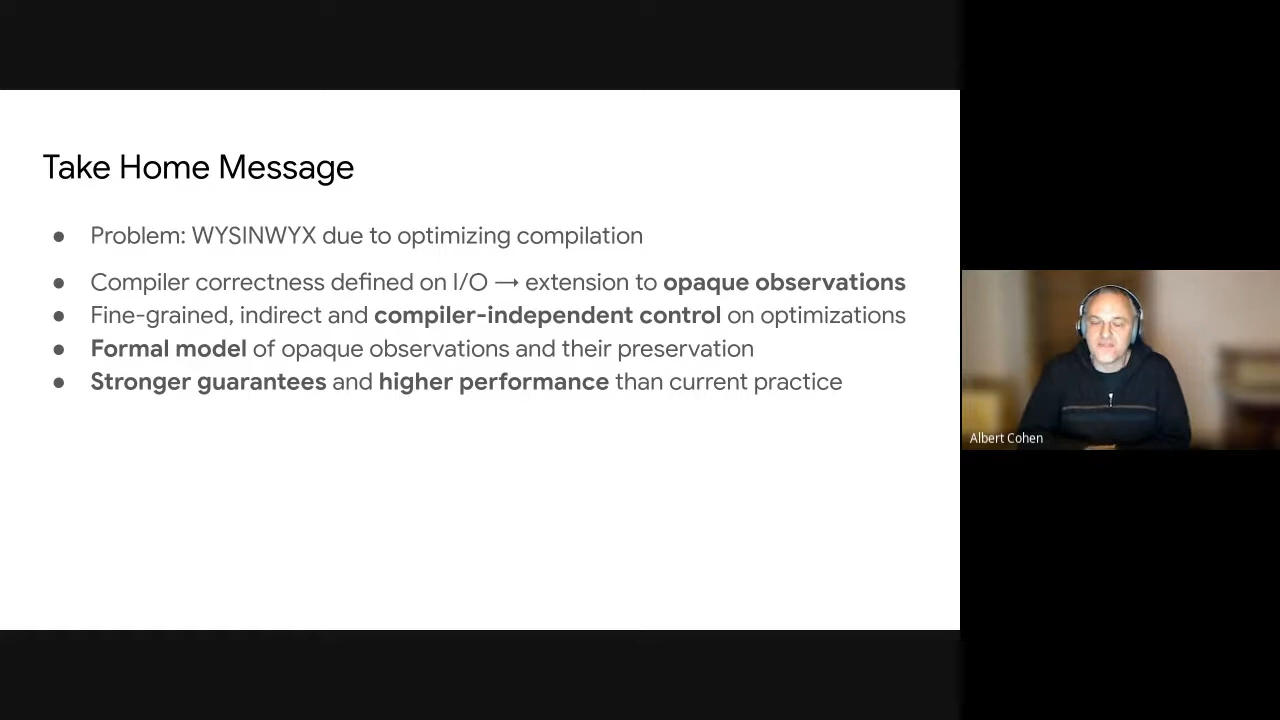 Take Home Message
● Problem: WYSINWYX due to optimizing compilation
● Compiler correctness defined on I/O → extension to opaque observations
● Fine-grained, indirect and compiler-independent control on optimizations
● Formal model of opaque observations and their preservation
● Stronger guarantees and higher performance than current practice
Albert Cohen